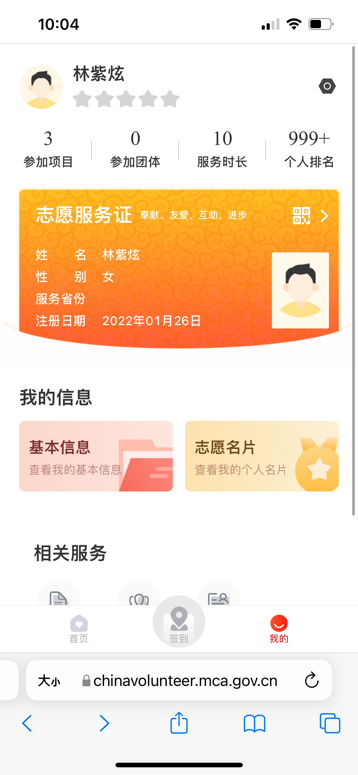 10:04
林紫炫
3 0 10 999+
参加项目 参加团体 服务时长 个人排名
志愿服务证 奉献、友爱、互助、进步
姓 名 林紫炫
性 别 女
服务省份
注册日期 2022年01月26日
我的信息
基本信息 志愿名片
查看我的基本信息 查看我的个人名片
相关服务
首页 签到 我的
大小 chinavolunteer.mca.gov.cn